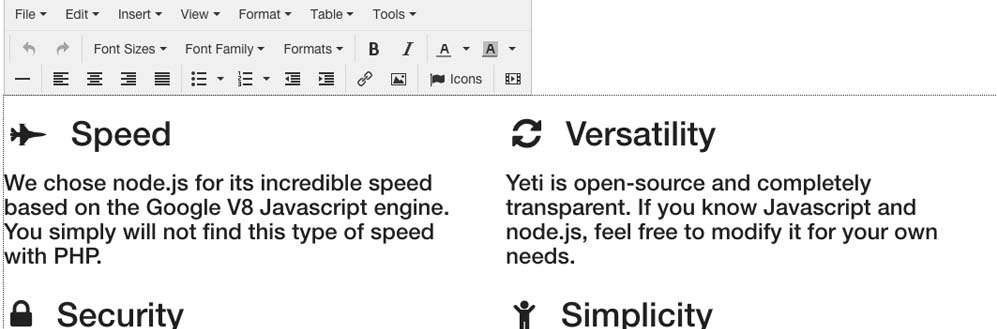 File Edit Insert View Format Table Tools
Font Sizes Font Family Formats B I A A
Icons
Speed
We chose node.js for its incredible speed
based on the Google V8 Javascript engine.
You simply will not find this type of speed
with PHP.
Versatility
Yeti is open-source and completely
transparent. If you know Javascript and
node.js, feel free to modify it for your own
needs.
Security
Simplicity